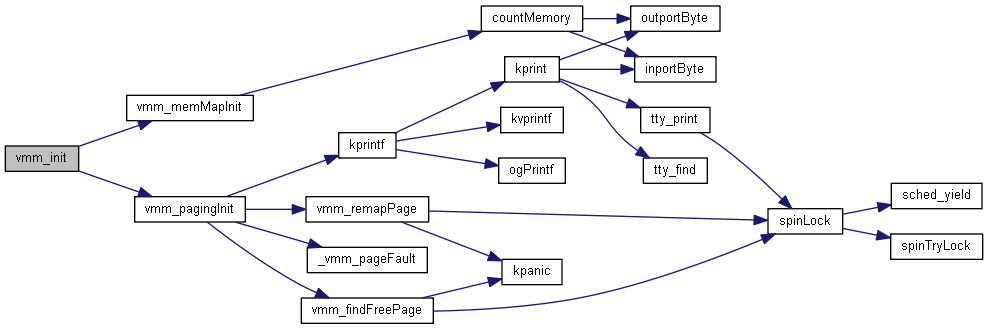 vmm_init
vmm_memMapInit
vmm_pagingInit
countMemory
kprintf
vmm_remapPage
_vmm_pageFault
vmm_findFreePage
kprint
kvprintf
ogPrintf
kpanic
outportByte
inportByte
tty_print
tty_find
spinLock
sched_yield
spinTryLock